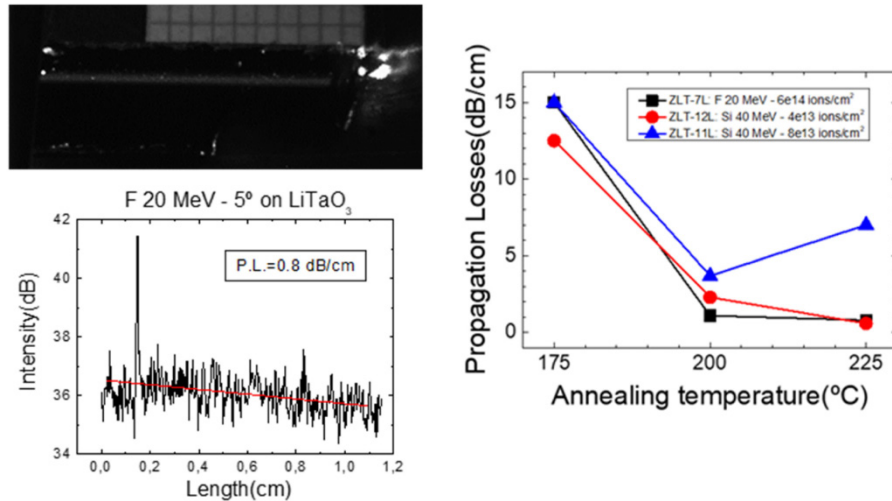 F 20 MeV - 5º on LiTaO3
42
40
38
36
34
Intensity(dB)
P.L.=0.8 dB/cm
0,0 0,2 0,4 0,6 0,8 1,0 1,2
Length(cm)
Propagation Losses(dB/cm)
15
10
5
0
ZLT-7L: F 20 MeV - 6e14 ions/cm²
ZLT-12L: Si 40 MeV - 4e13 ions/cm²
ZLT-11L: Si 40 MeV - 8e13 ions/cm²
175 200 225
Annealing temperature(ºC)